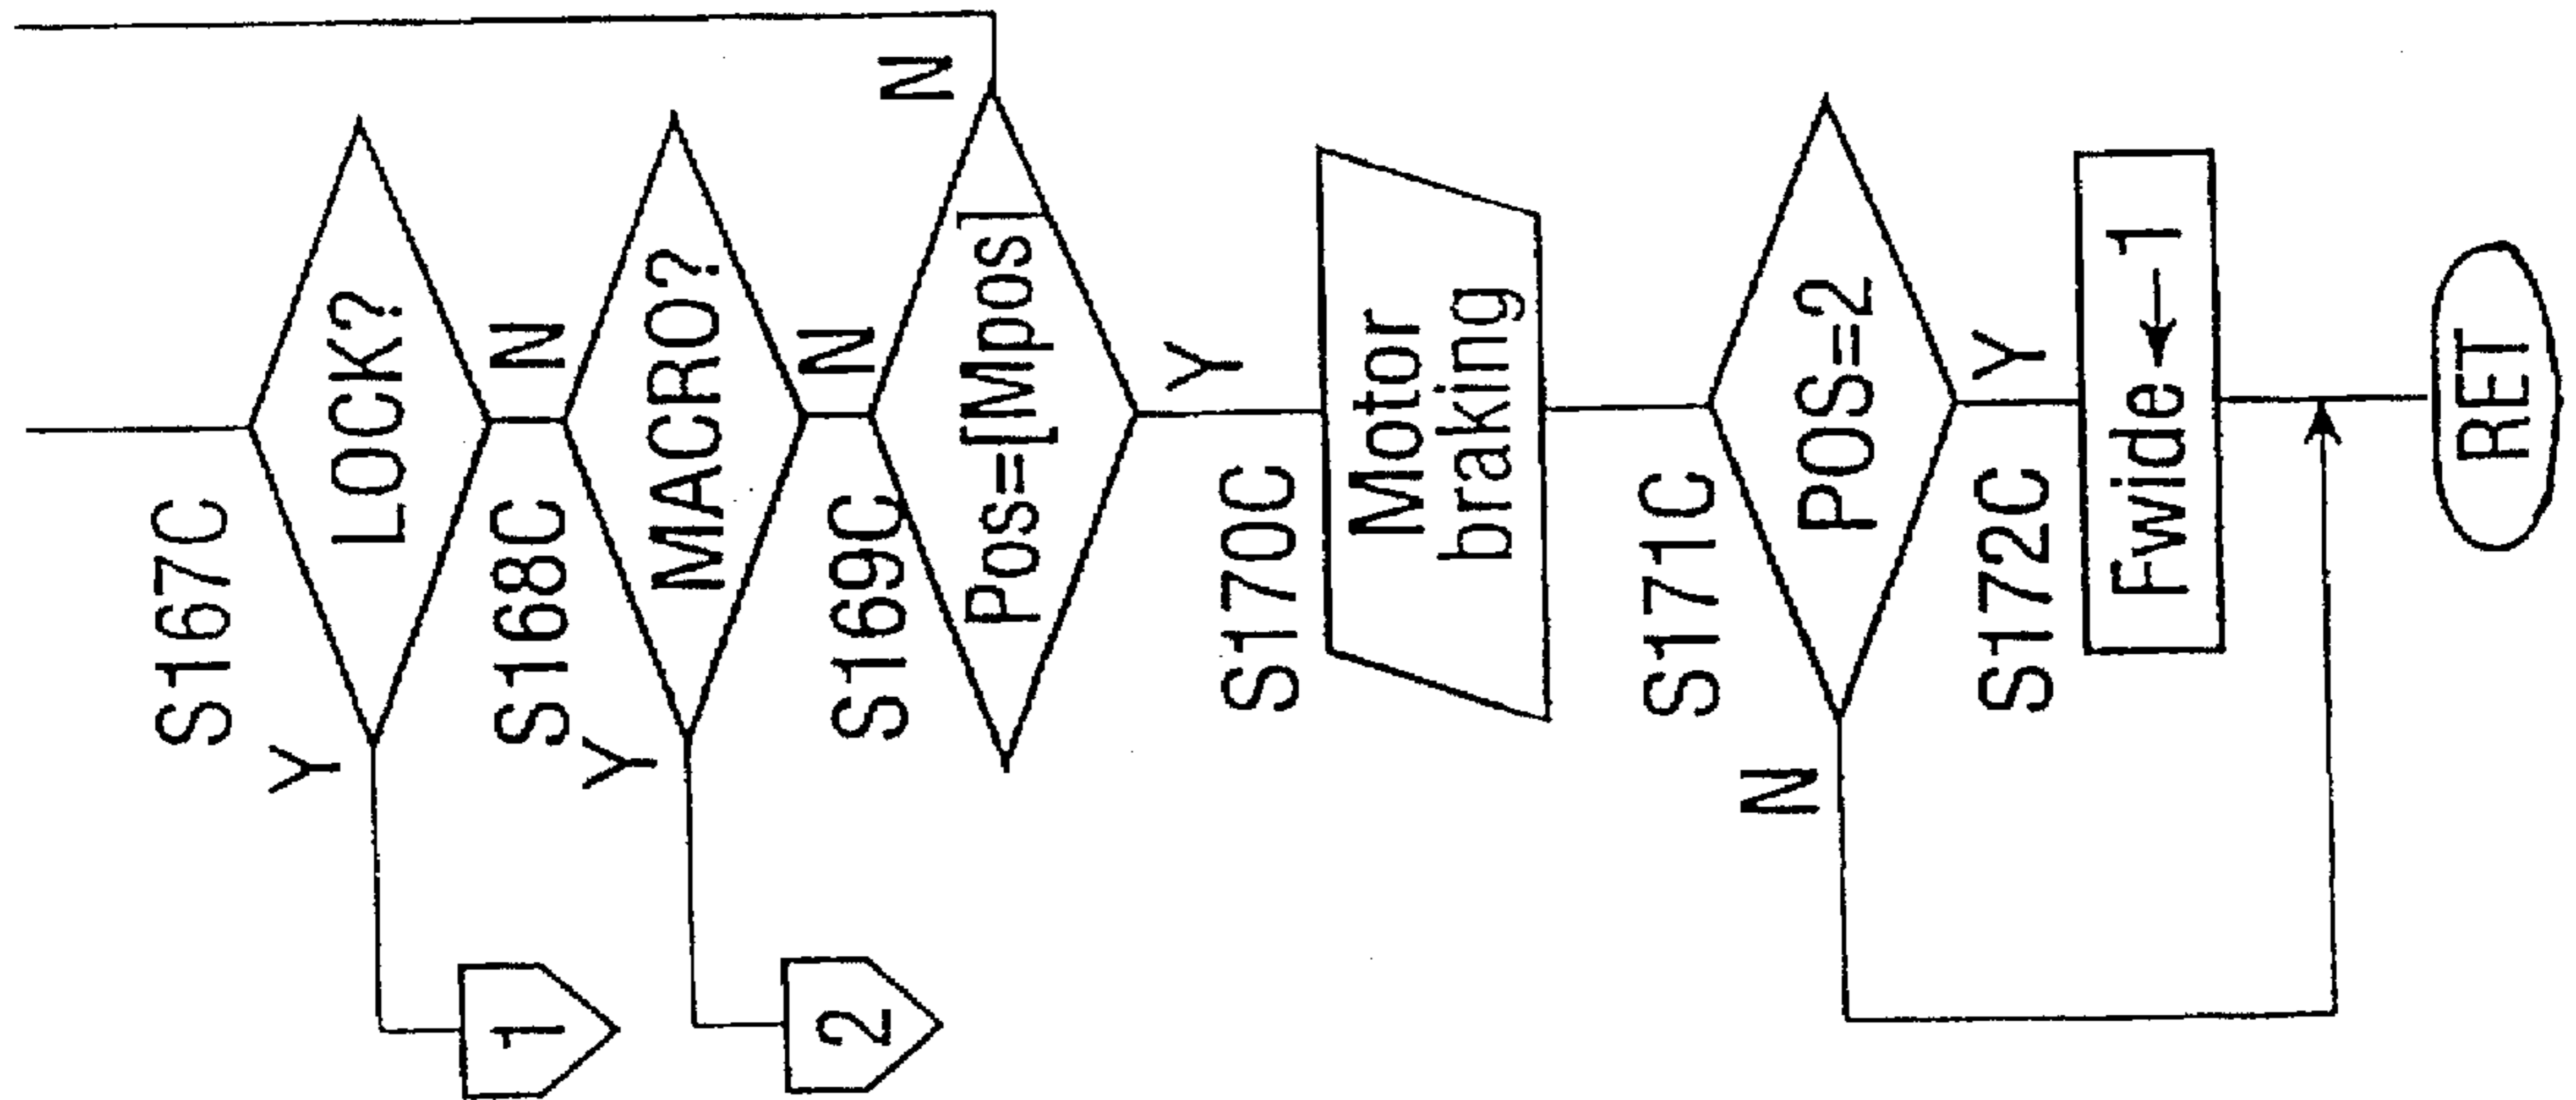 S167C
LOCK?
Y
N
1
S168C
MACRO?
Y
N
2
S169C
Pos=[Mpos]
N
Y
S170C
Motor
braking
S171C
POS=2
N
Y
S172C
Fwide ← 1
RET